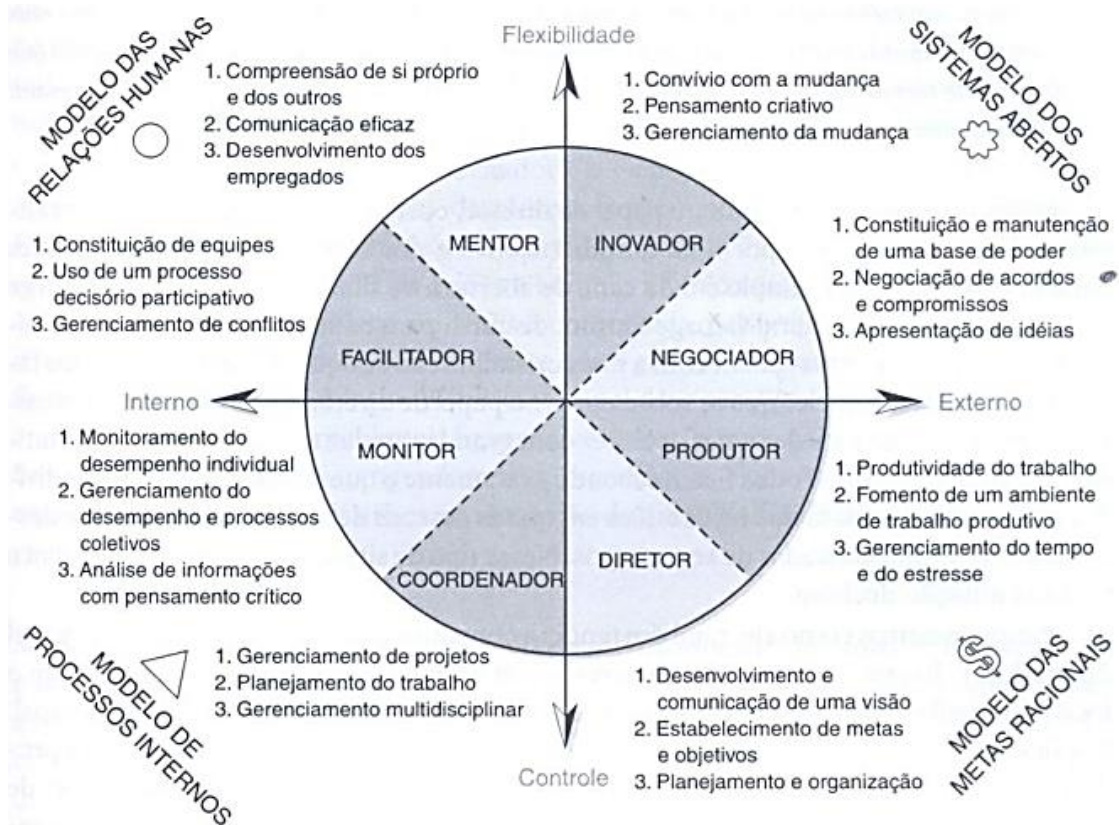 Flexibilidade
MODELO DAS
RELAÇÕES HUMANAS
1. Compreensão de si próprio
e dos outros
2. Comunicação eficaz
3. Desenvolvimento dos
empregados
1. Convívio com a mudança
2. Pensamento criativo
3. Gerenciamento da mudança
MODELO DOS
SISTEMAS ABERTOS
1. Constituição de equipes
2. Uso de um processo
decisório participativo
3. Gerenciamento de conflitos
MENTOR
INOVADOR
1. Constituição e manutenção
de uma base de poder
2. Negociação de acordos
e compromissos
3. Apresentação de idéias
FACILITADOR
NEGOCIADOR
Interno
Externo
1. Monitoramento do
desempenho individual
2. Gerenciamento do
desempenho e processos
coletivos
3. Análise de informações
com pensamento crítico
MONITOR
PRODUTOR
1. Produtividade do trabalho
2. Fomento de um ambiente
de trabalho produtivo
3. Gerenciamento do tempo
e do estresse
COORDENADOR
DIRETOR
MODELO DE
PROCESSOS INTERNOS
1. Gerenciamento de projetos
2. Planejamento do trabalho
3. Gerenciamento multidisciplinar
1. Desenvolvimento e
comunicação de uma visão
2. Estabelecimento de metas
e objetivos
3. Planejamento e organização
$
MODELO DAS
METAS RACIONAIS
Controle